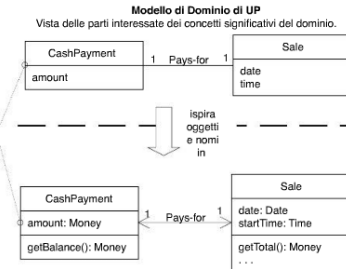 Modello di Dominio di UP
Vista delle parti interessate dei concetti significativi del dominio.
CashPayment
amount
1 Pays-for 1
Sale
date
time
ispira
oggetti
e nomi
in
CashPayment
amount: Money
getBalance(): Money
1 Pays-for 1
Sale
date: Date
startTime: Time
getTotal(): Money
. . .